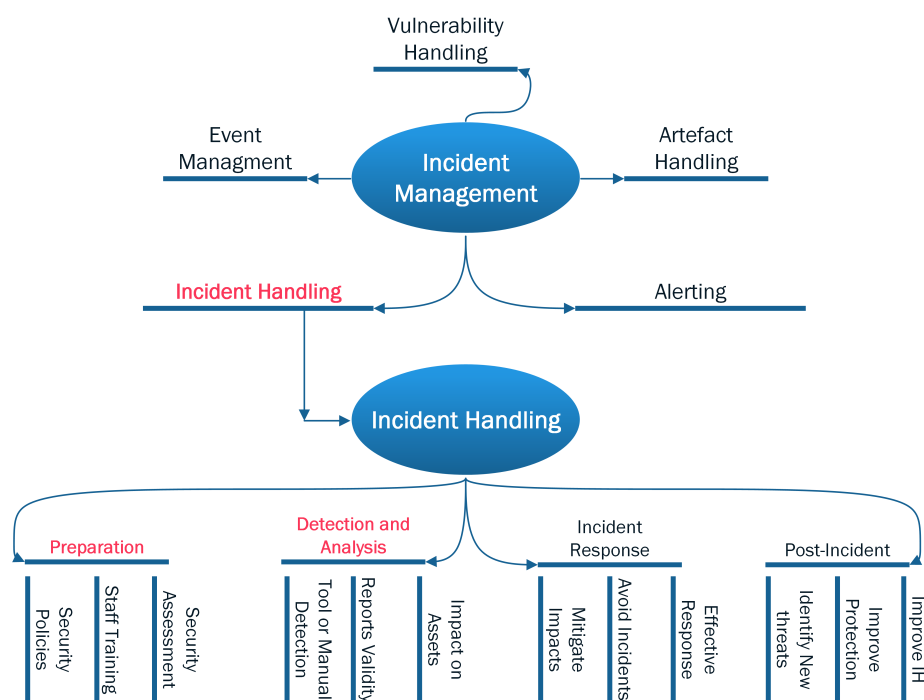 Vulnerability
Handling
Event
Managment
Incident
Management
Artefact
Handling
Incident Handling
Alerting
Incident Handling
Preparation
Detection and
Analysis
Incident
Response
Post-Incident
Security
Policies
Staff Training
Security
Assessment
Tool or Manual
Detection
Reports Validity
Impact on
Assets
Mitigate
Impacts
Avoid Incidents
Effective
Response
Identify New
threats
Improve
Protection
Improve IH